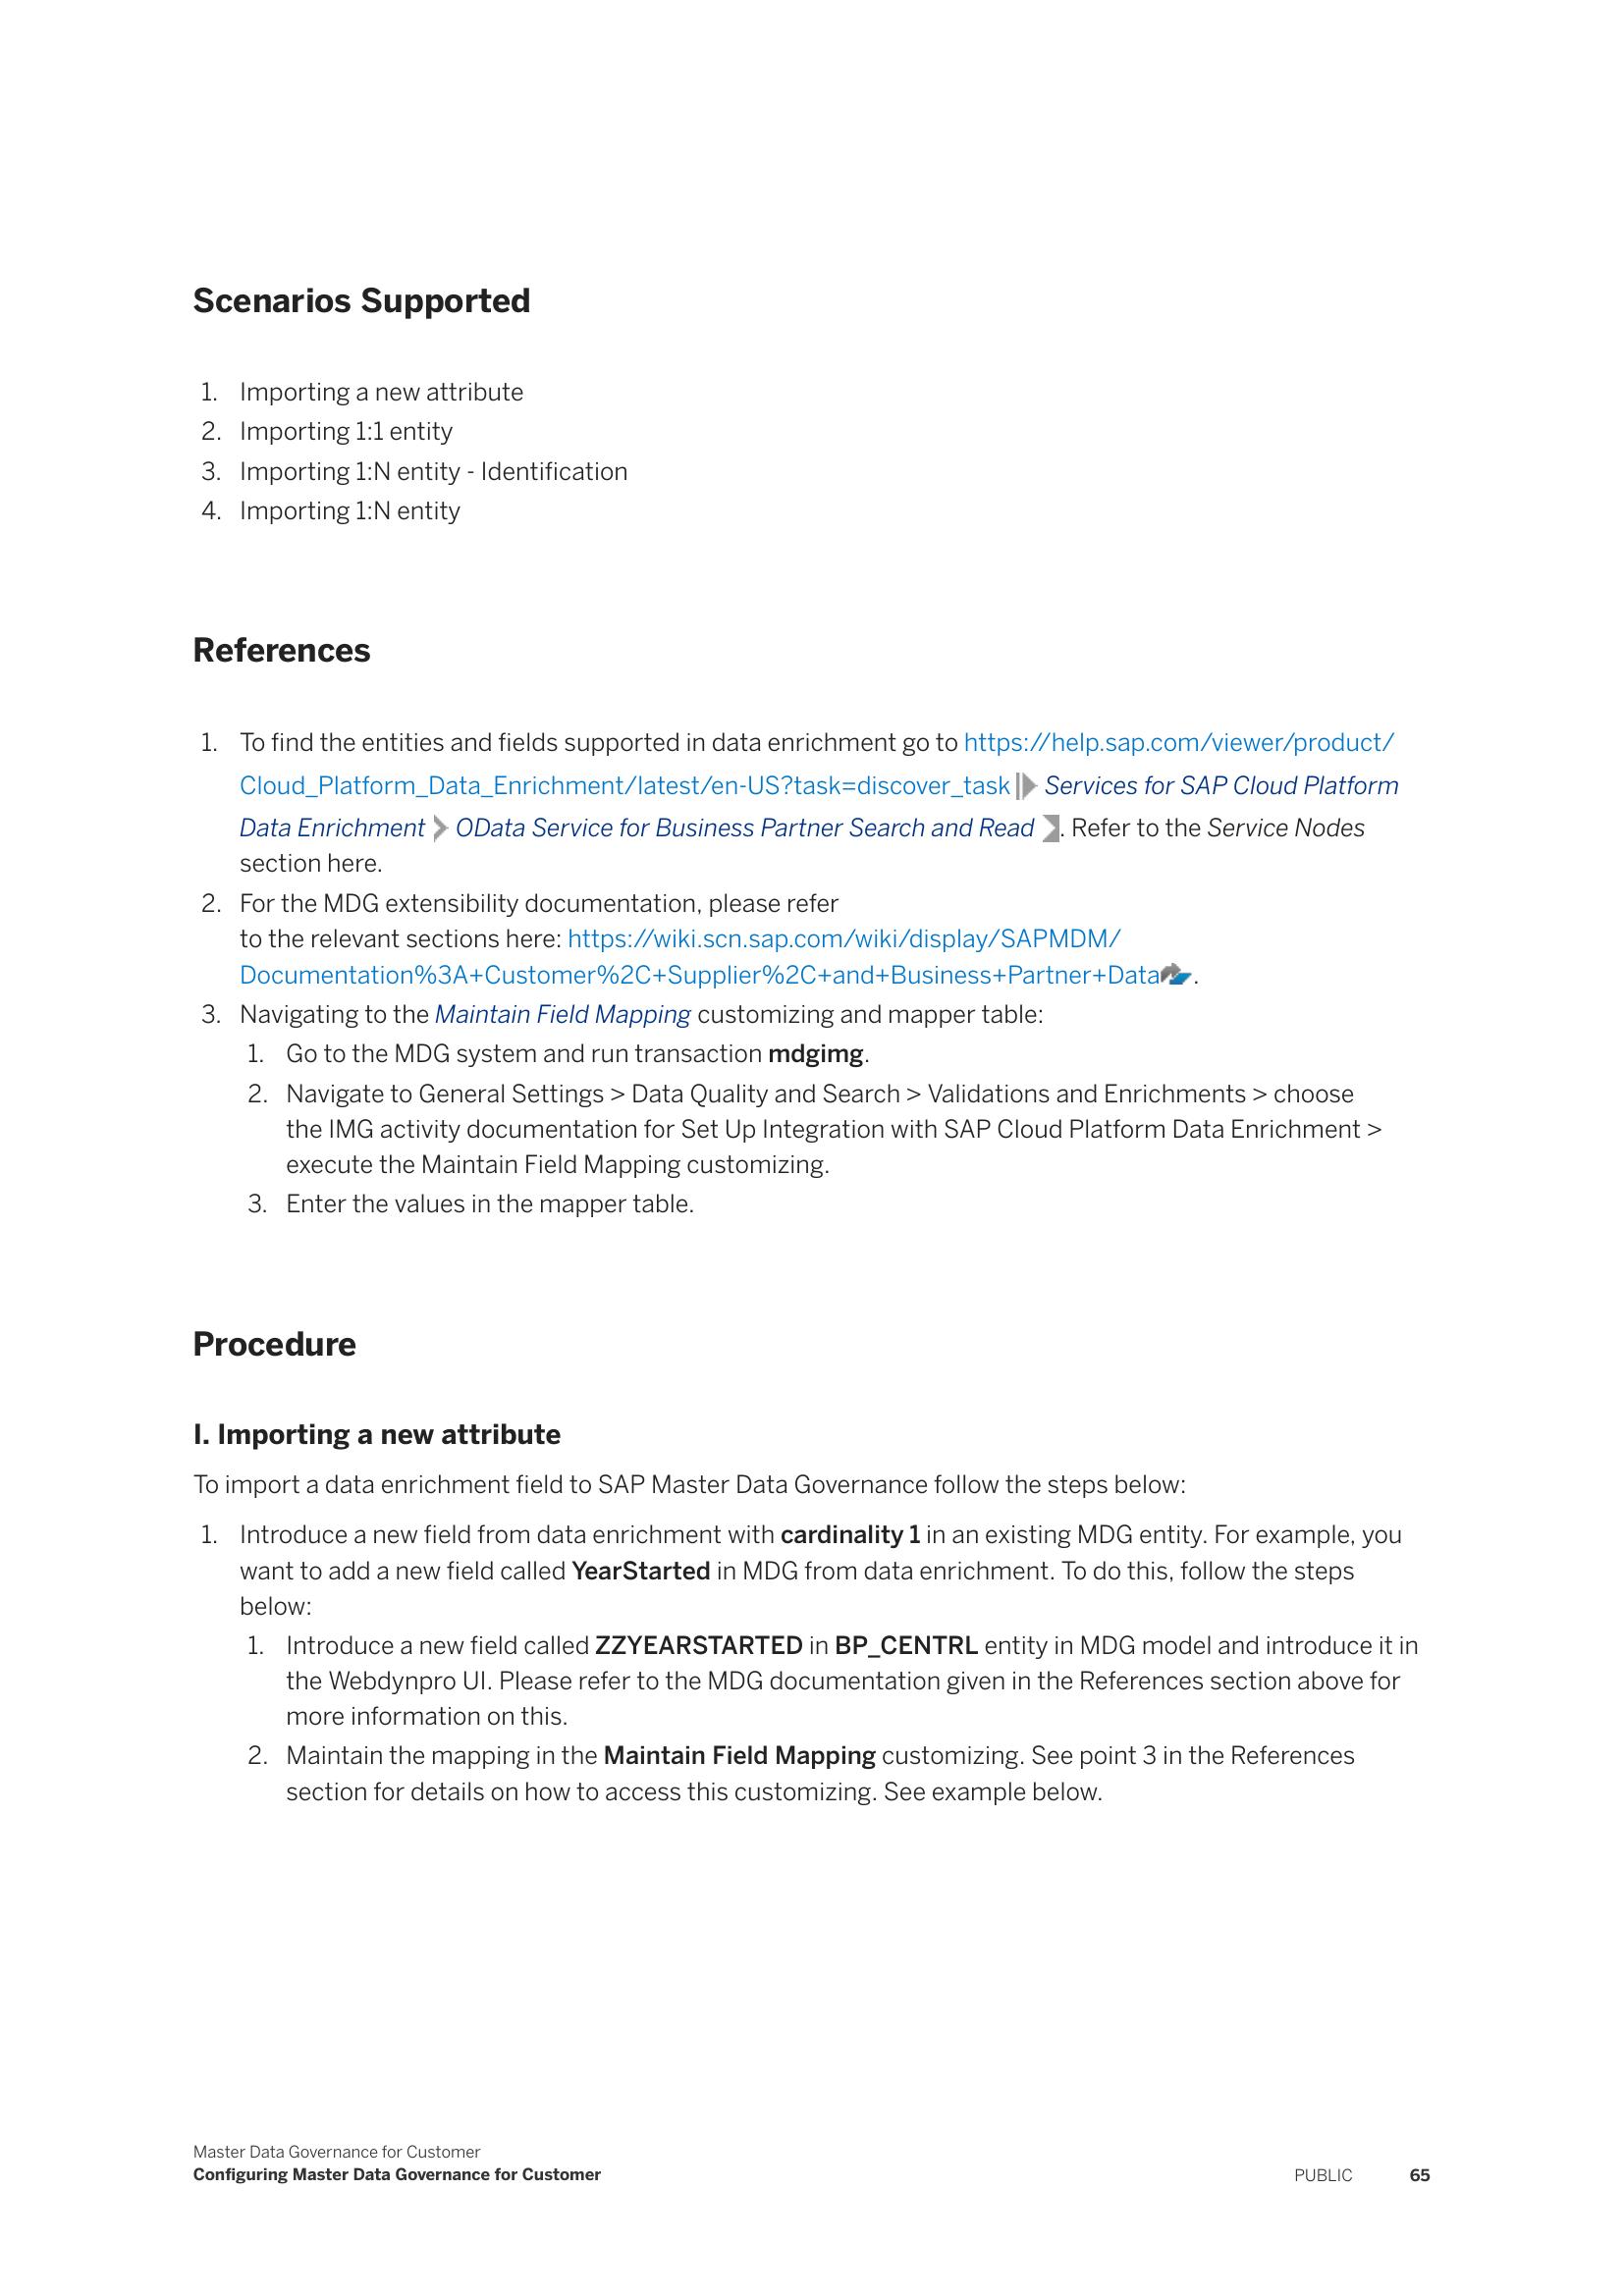 Scenarios Supported
1. Importing a new attribute
2. Importing 1:1 entity
3. Importing 1:N entity - Identification
4. Importing 1:N entity
References
1. To find the entities and fields supported in data enrichment go to https://help.sap.com/viewer/product/
Cloud_Platform_Data_Enrichment/latest/en-US?task=discover_task Services for SAP Cloud Platform
Data Enrichment OData Service for Business Partner Search and Read . Refer to the Service Nodes
section here.
2. For the MDG extensibility documentation, please refer
to the relevant sections here: https://wiki.scn.sap.com/wiki/display/SAPMDM/
Documentation%3A+Customer%2C+Supplier%2C+and+Business+Partner+Data .
3. Navigating to the Maintain Field Mapping customizing and mapper table:
1. Go to the MDG system and run transaction mdgimg.
2. Navigate to General Settings > Data Quality and Search > Validations and Enrichments > choose
the IMG activity documentation for Set Up Integration with SAP Cloud Platform Data Enrichment >
execute the Maintain Field Mapping customizing.
3. Enter the values in the mapper table.
Procedure
I. Importing a new attribute
To import a data enrichment field to SAP Master Data Governance follow the steps below:
1. Introduce a new field from data enrichment with cardinality 1 in an existing MDG entity. For example, you
want to add a new field called YearStarted in MDG from data enrichment. To do this, follow the steps
below:
1. Introduce a new field called ZZYEARSTARTED in BP_CENTRL entity in MDG model and introduce it in
the Webdynpro UI. Please refer to the MDG documentation given in the References section above for
more information on this.
2. Maintain the mapping in the Maintain Field Mapping customizing. See point 3 in the References
section for details on how to access this customizing. See example below.
Master Data Governance for Customer
Configuring Master Data Governance for Customer PUBLIC 65